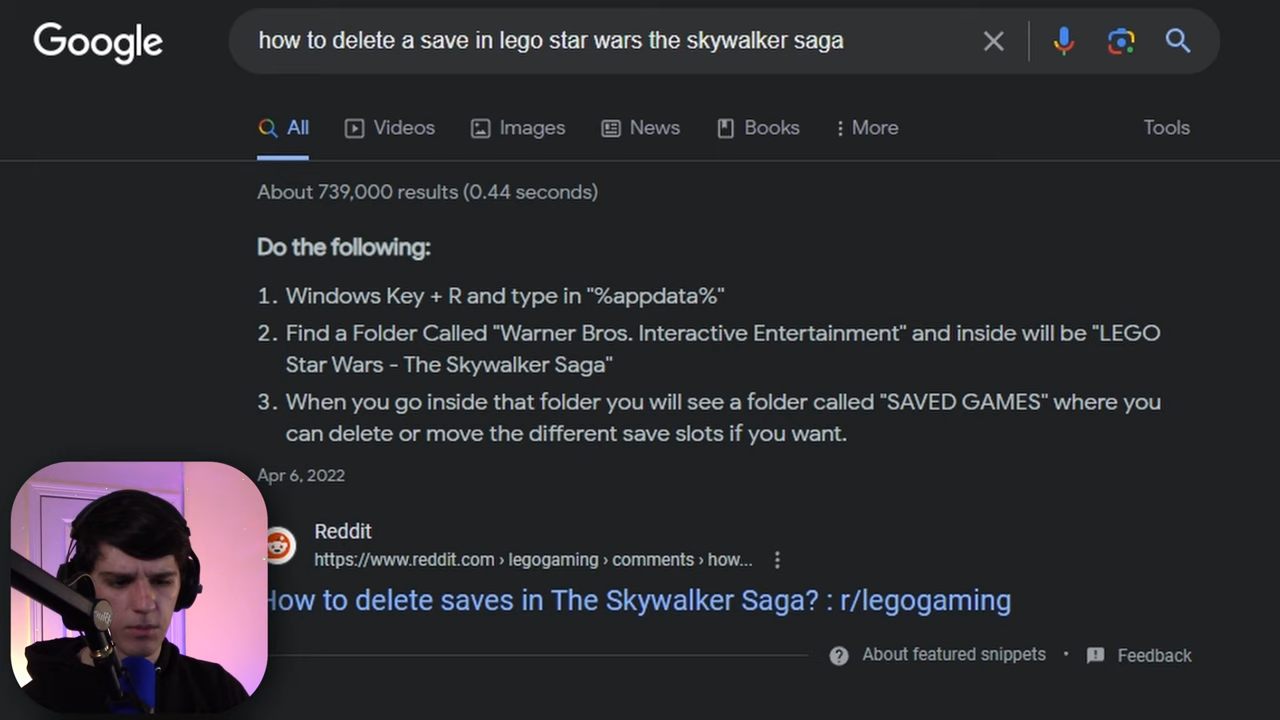 Google
how to delete a save in lego star wars the skywalker saga
All
Videos
Images
News
Books
More
Tools
About 739,000 results (0.44 seconds)
Do the following:
1. Windows Key + R and type in "%appdata%"
2. Find a Folder Called "Warner Bros. Interactive Entertainment" and inside will be "LEGO
Star Wars - The Skywalker Saga"
3. When you go inside that folder you will see a folder called "SAVED GAMES" where you
can delete or move the different save slots if you want.
Apr 6, 2022
Reddit
https://www.reddit.com › legogaming › comments › how...
How to delete saves in The Skywalker Saga? : r/legogaming
About featured snippets
Feedback